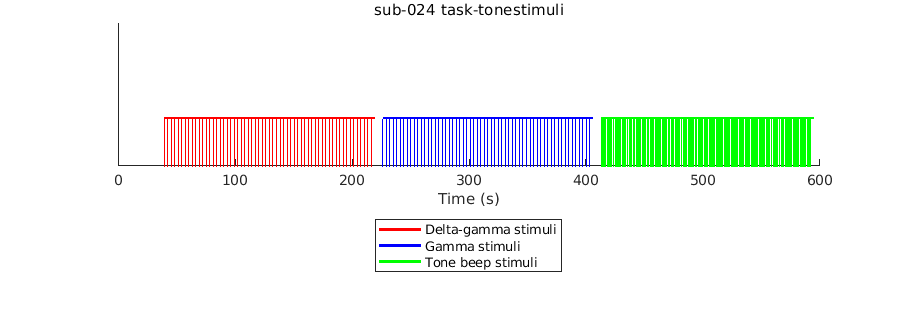 sub-024 task-tonestimuli
0 100 200 300 400 500 600
Time (s)
Delta-gamma stimuli
Gamma stimuli
Tone beep stimuli